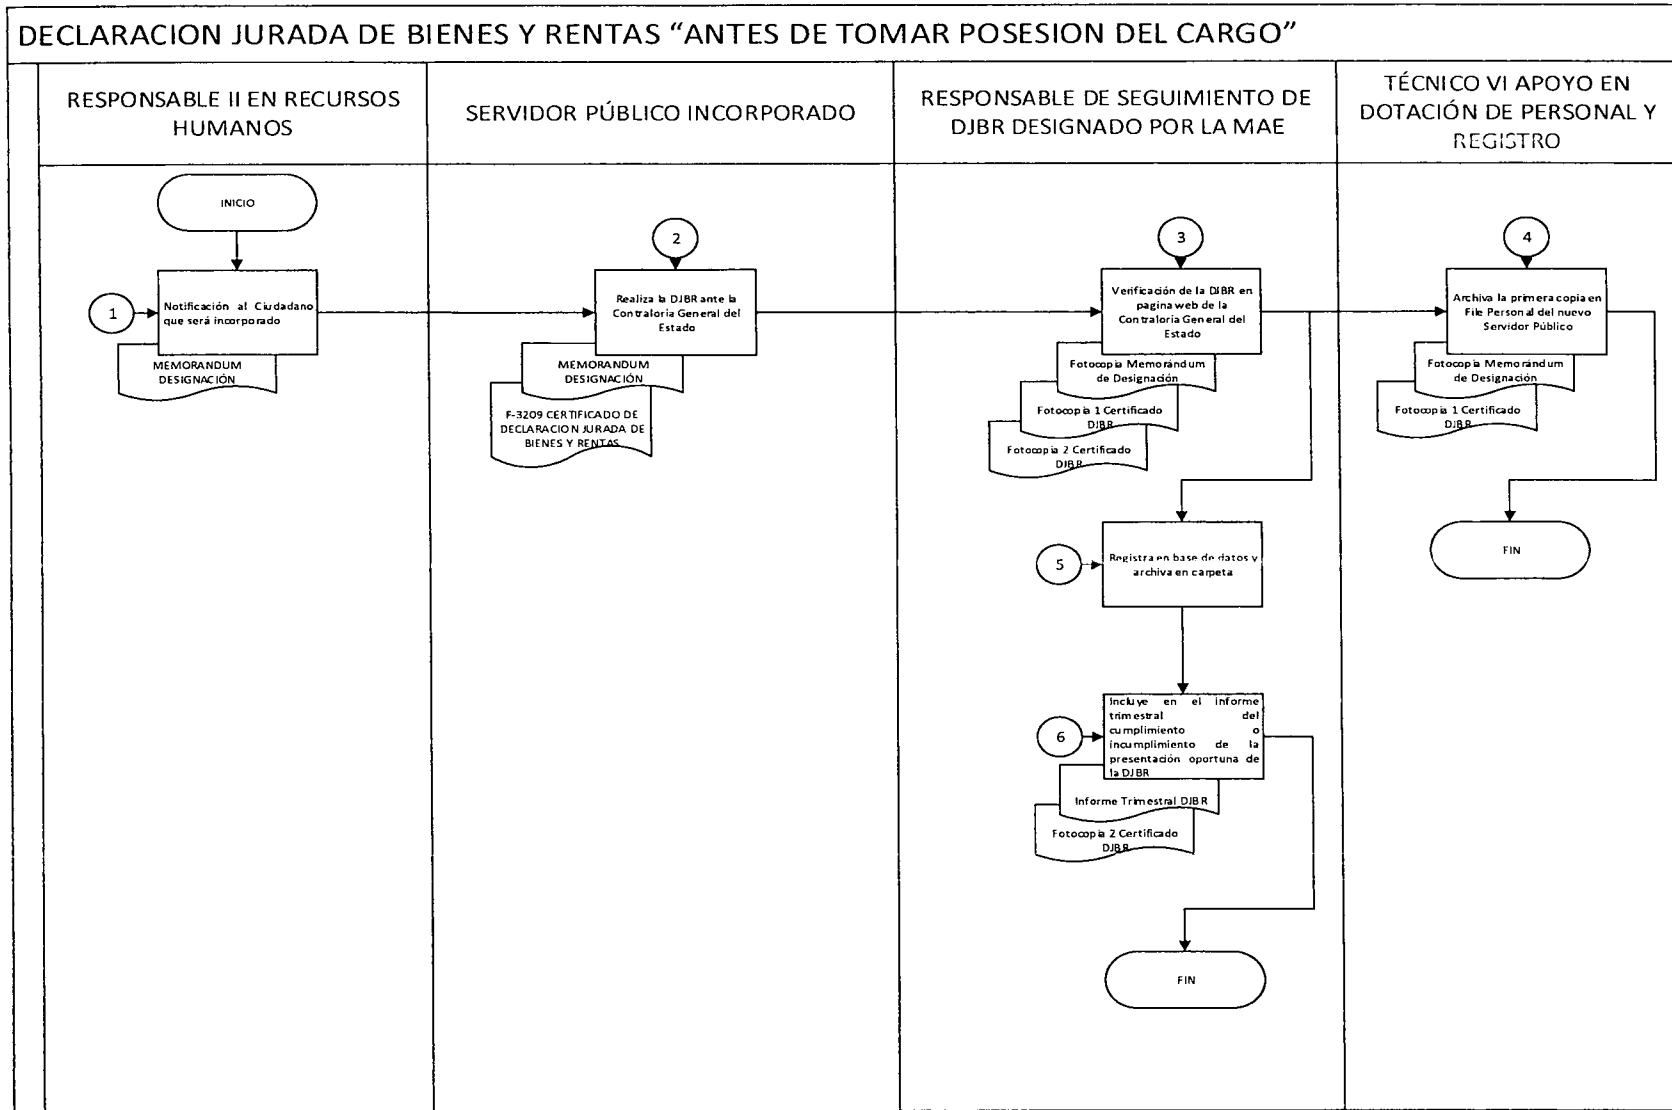 DECLARACION JURADA DE BIENES Y RENTAS “ANTES DE TOMAR POSESION DEL CARGO”
RESPONSABLE II EN RECURSOS
HUMANOS
SERVIDOR PÚBLICO INCORPORADO
RESPONSABLE DE SEGUIMIENTO DE
DJBR DESIGNADO POR LA MAE
TÉCNICO VI APOYO EN
DOTACIÓN DE PERSONAL Y
REGISTRO
INICIO
1
Notificación al Ciudadano
que será incorporado
MEMORANDUM
DESIGNACIÓN
2
Realiza la DJBR ante la
Contraloría General del
Estado
MEMORANDUM
DESIGNACIÓN
F-3209 CERTIFICADO DE
DECLARACION JURADA DE
BIENES Y RENTAS
3
Verificación de la DJBR en
pagina web de la
Contraloría General del
Estado
Fotocopia Memorándum
de Designación
Fotocopia 1 Certificado
DJBR
Fotocopia 2 Certificado
DJBR
4
Archiva la primera copia en
File Personal del nuevo
Servidor Público
Fotocopia Memorándum
de Designación
Fotocopia 1 Certificado
DJBR
FIN
5
Registra en base de datos y
archiva en carpeta
6
Incluye en el informe
trimestral del
cumplimiento o
incumplimiento de la
presentación oportuna de
la DJBR
Informe Trimestral DJBR
Fotocopia 2 Certificado
DJBR
FIN